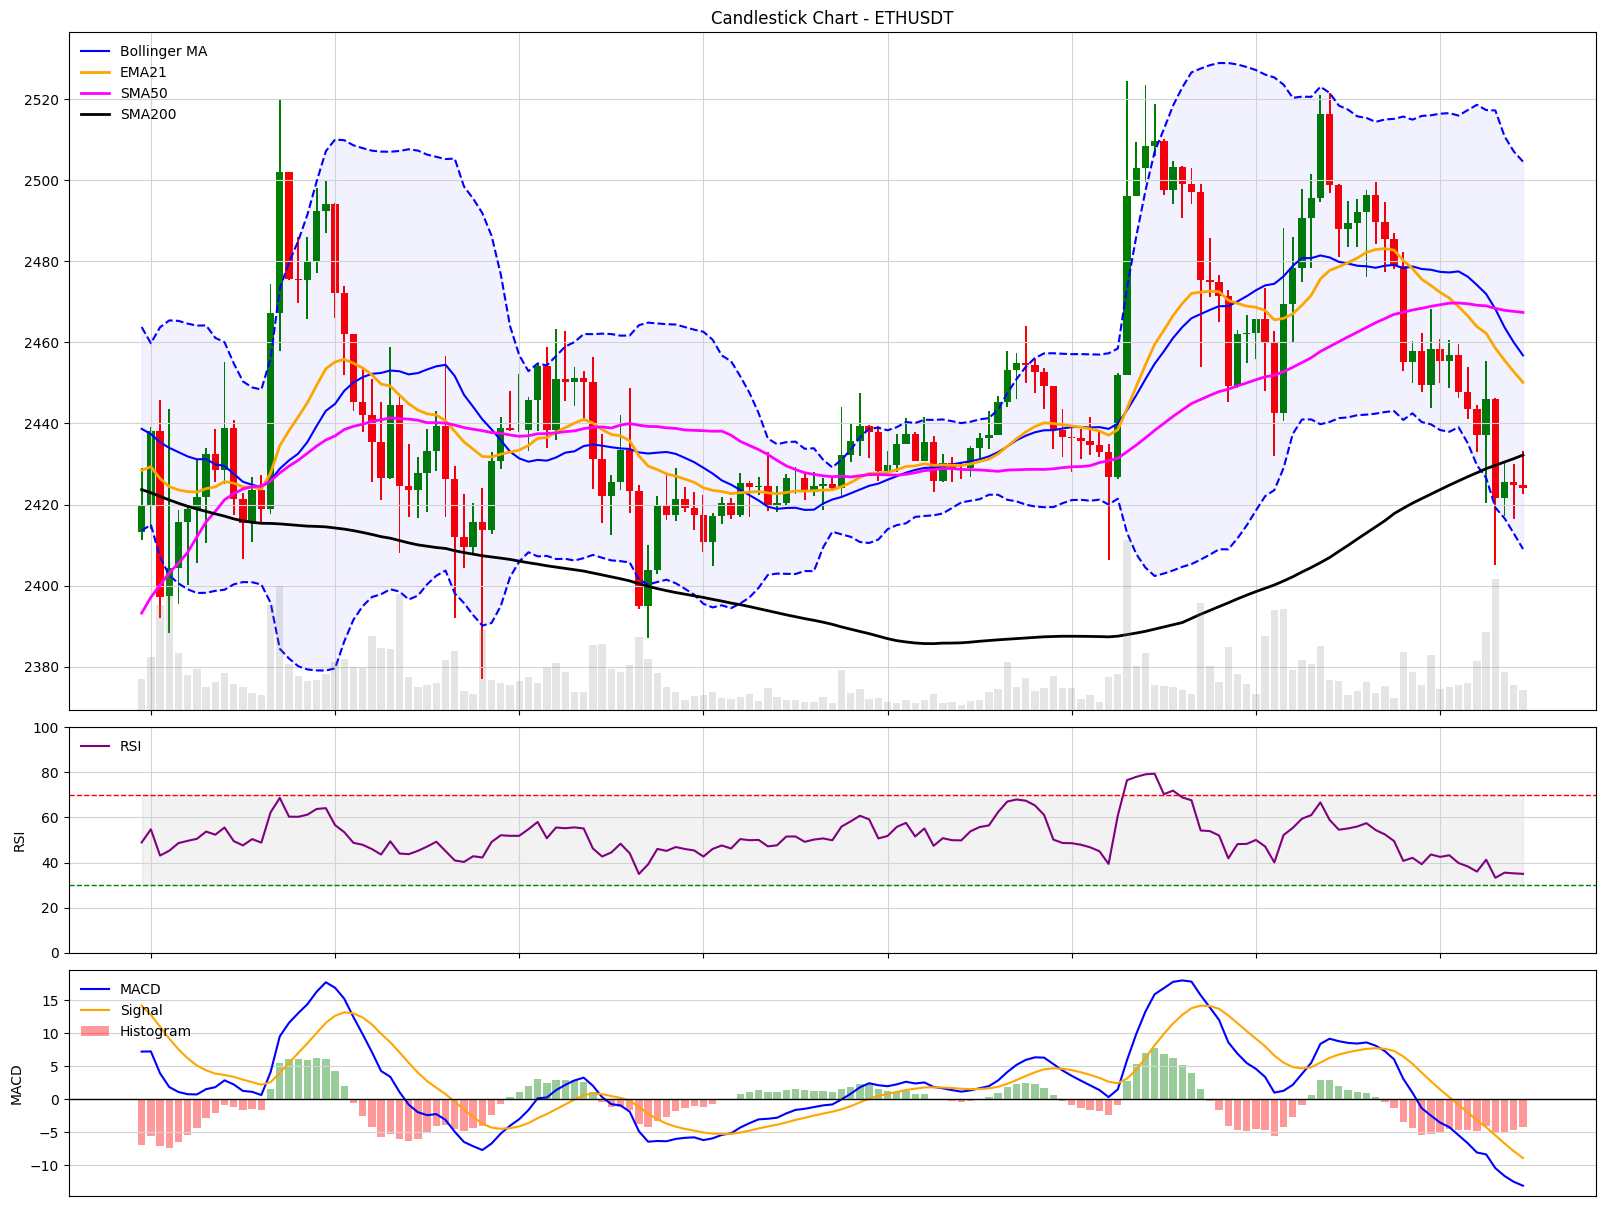 Candlestick Chart - ETHUSDT
Bollinger MA
EMA21
SMA50
SMA200
2520
2500
2480
2460
2440
2420
2400
2380
RSI
100
80
60
40
20
0
RSI
MACD
Signal
Histogram
15
10
5
0
−5
−10
MACD